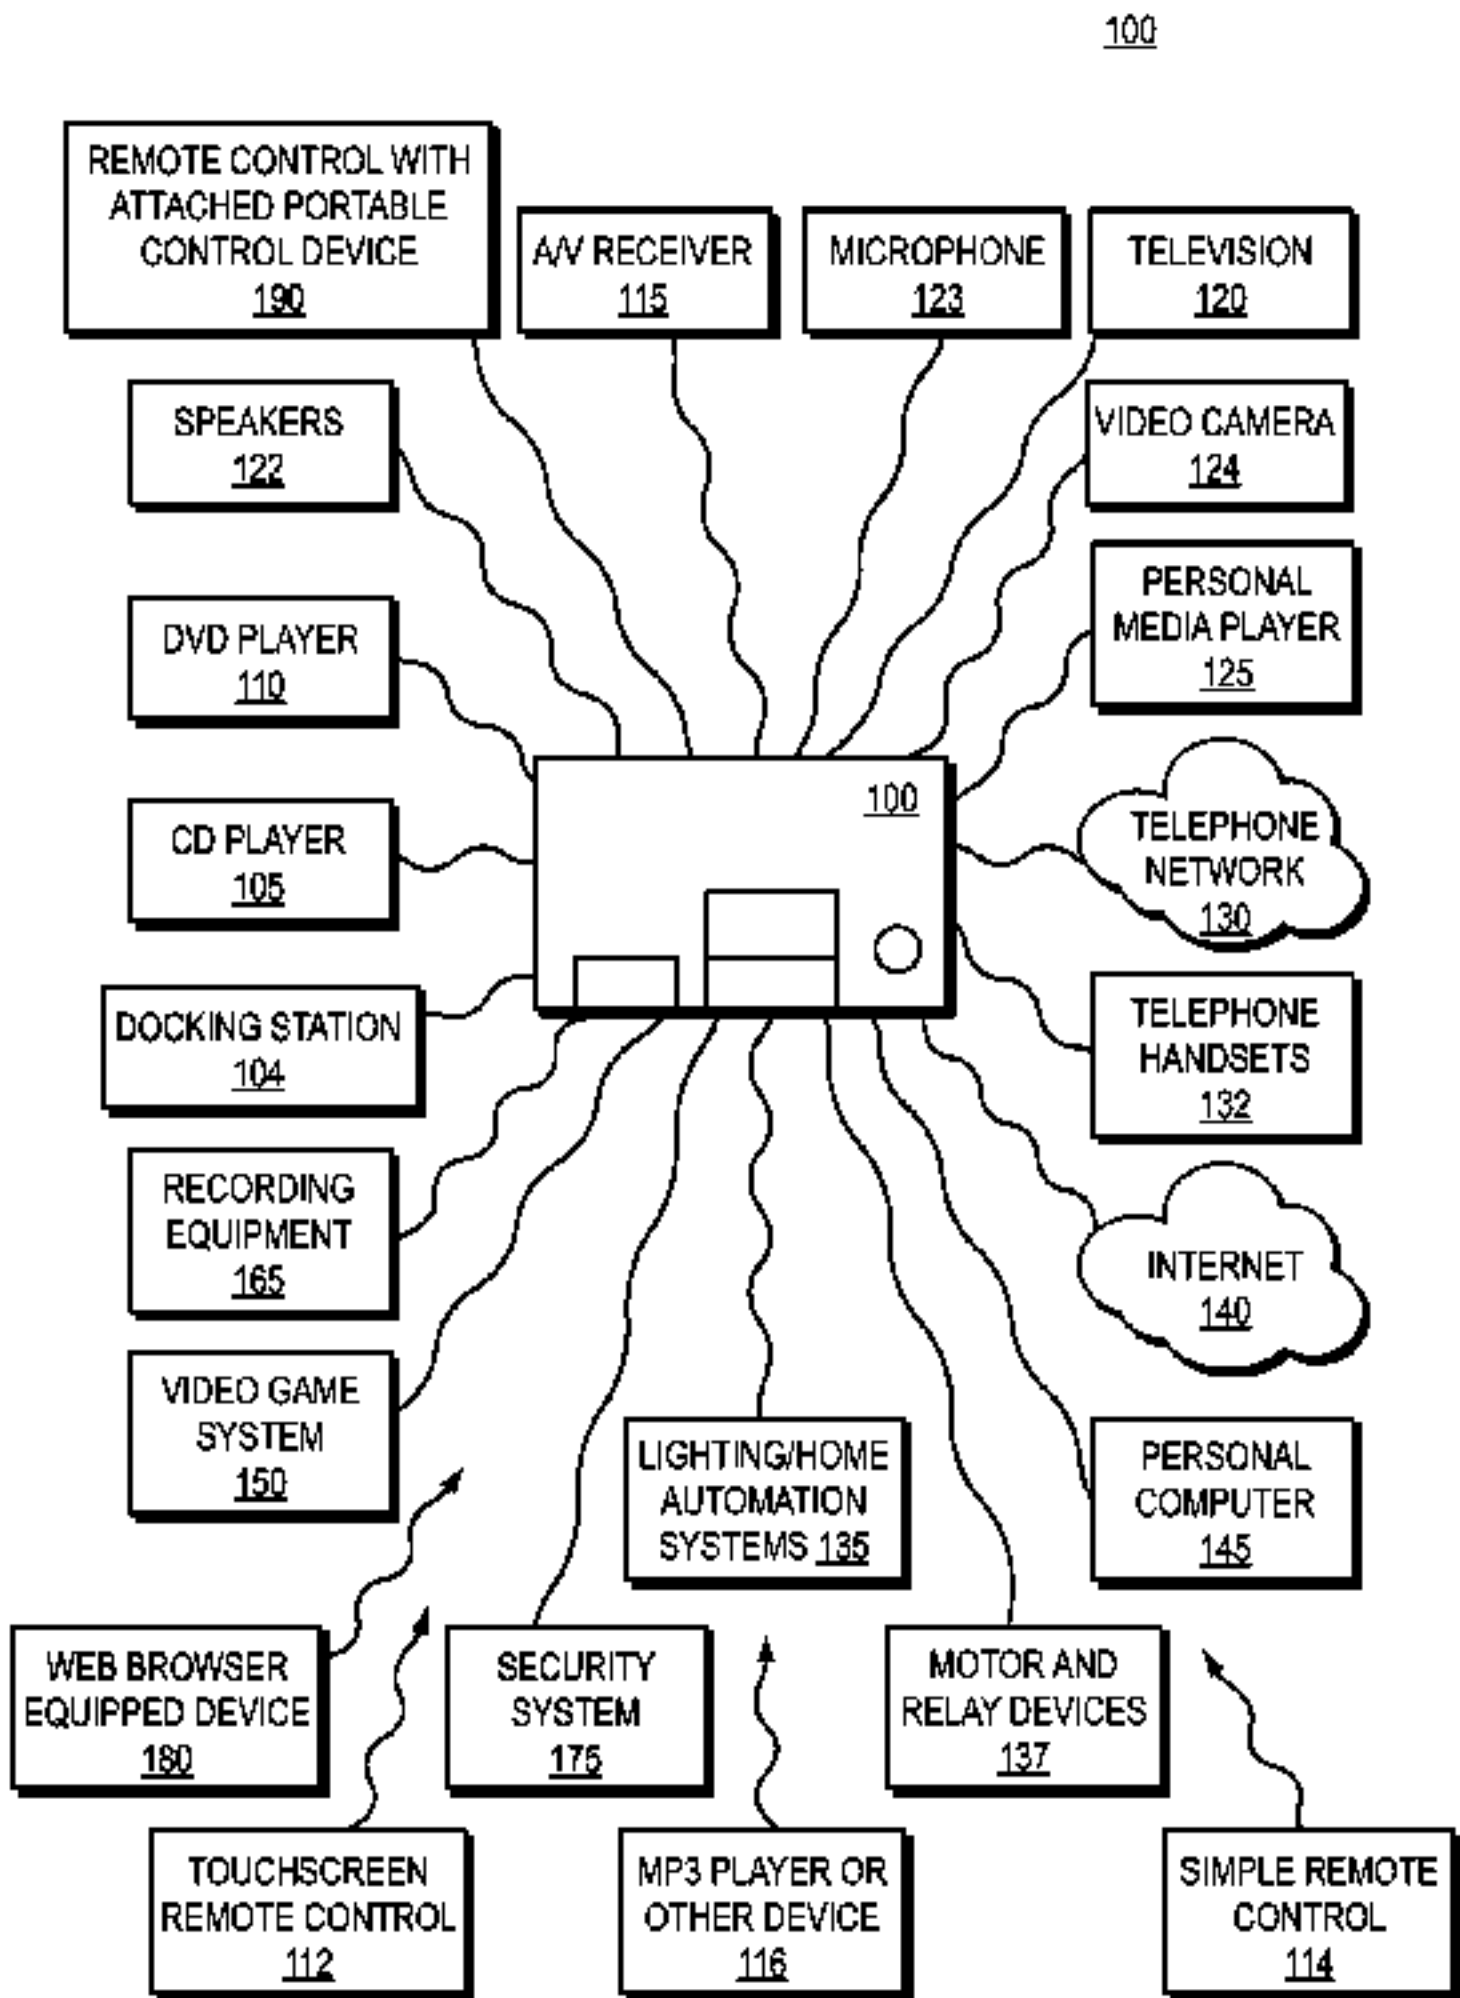 100
REMOTE CONTROL WITH
ATTACHED PORTABLE
CONTROL DEVICE
190
A/V RECEIVER
115
MICROPHONE
123
TELEVISION
120
SPEAKERS
122
VIDEO CAMERA
124
DVD PLAYER
110
PERSONAL
MEDIA PLAYER
125
100
CD PLAYER
105
TELEPHONE
NETWORK
130
DOCKING STATION
104
TELEPHONE
HANDSETS
132
RECORDING
EQUIPMENT
165
INTERNET
140
VIDEO GAME
SYSTEM
150
LIGHTING/HOME
AUTOMATION
SYSTEMS 135
PERSONAL
COMPUTER
145
WEB BROWSER
EQUIPPED DEVICE
180
SECURITY
SYSTEM
175
MOTOR AND
RELAY DEVICES
137
TOUCHSCREEN
REMOTE CONTROL
112
MP3 PLAYER OR
OTHER DEVICE
116
SIMPLE REMOTE
CONTROL
114